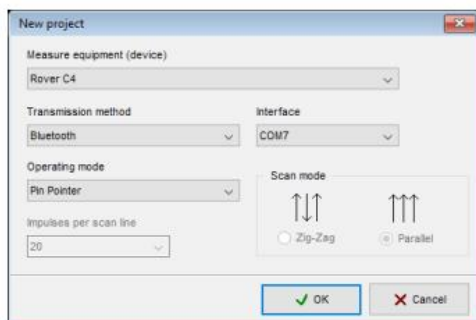 New project
Measure equipment (device)
Rover C4
Transmission method
Interface
Bluetooth
COM7
Operating mode
Pin Pointer
Scan mode
Impulses per scan line
20
Zig-Zag
Parallel
OK
Cancel